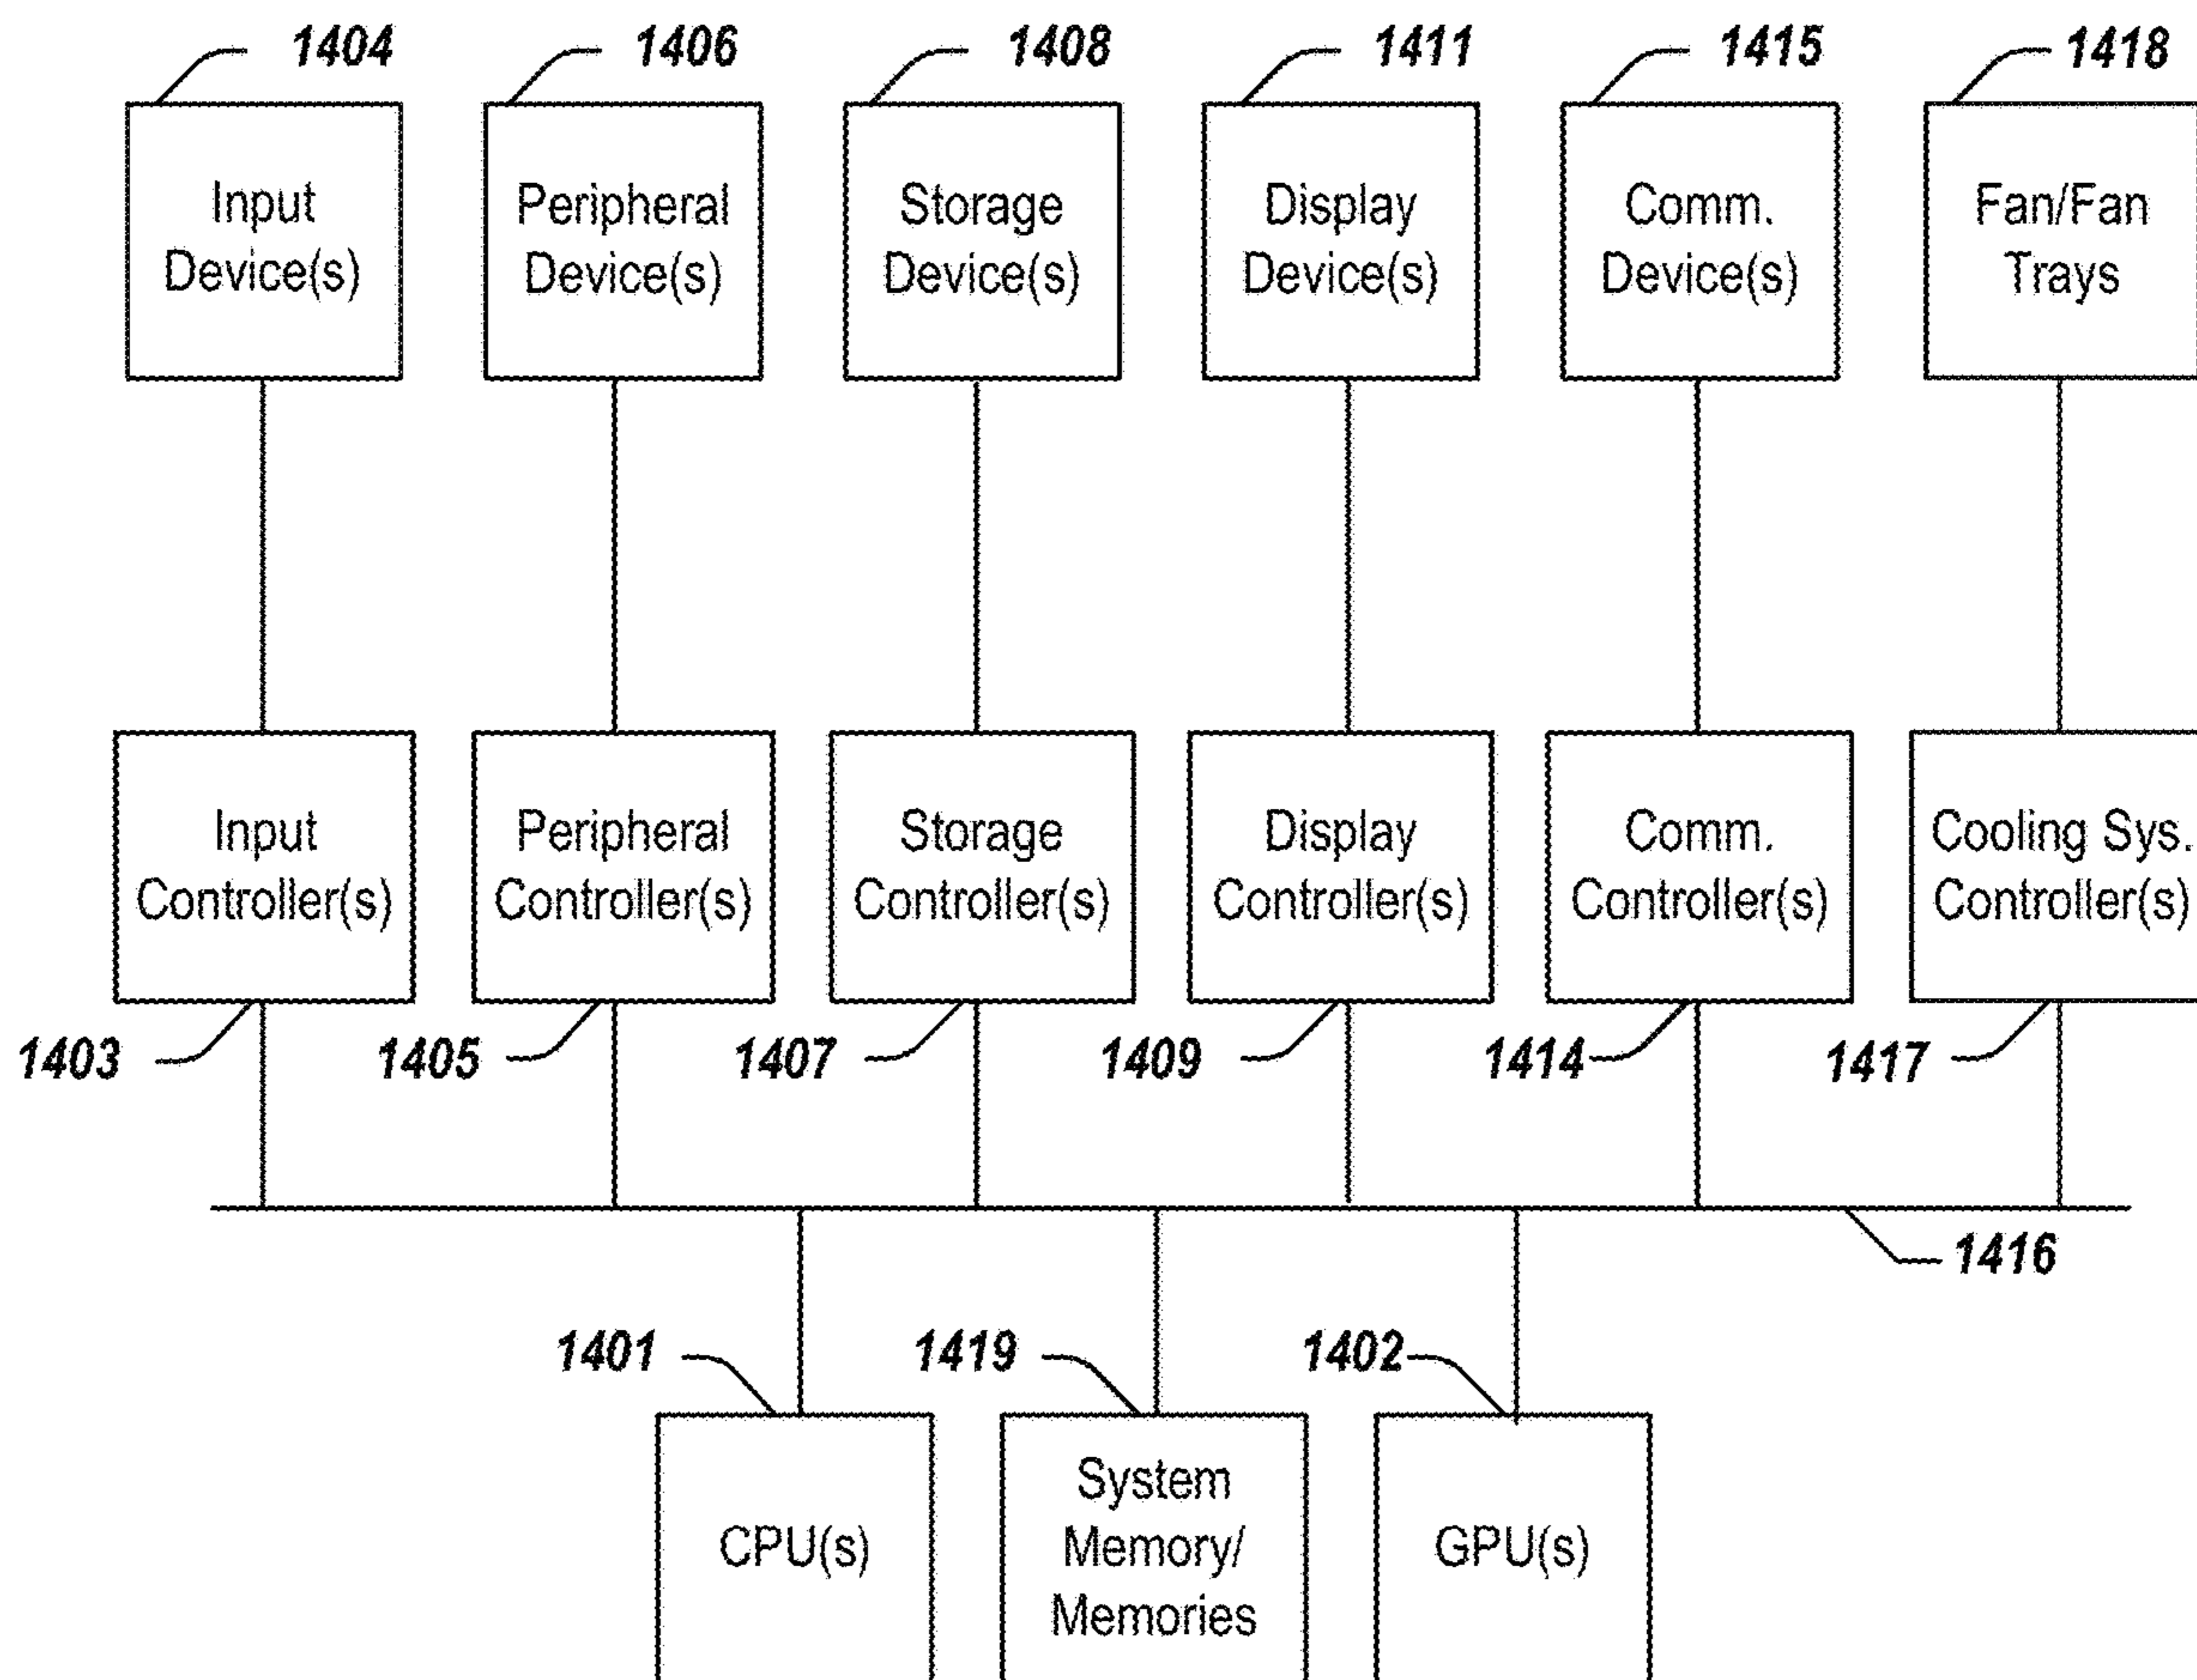 1404
1406
1408
1411
1415
1418
Input
Device(s)
Peripheral
Device(s)
Storage
Device(s)
Display
Device(s)
Comm.
Device(s)
Fan/Fan
Trays
Input
Controller(s)
Peripheral
Controller(s)
Storage
Controller(s)
Display
Controller(s)
Comm.
Controller(s)
Cooling Sys.
Controller(s)
1403
1405
1407
1409
1414
1417
1416
1401
1419
1402
CPU(s)
System
Memory/
Memories
GPU(s)